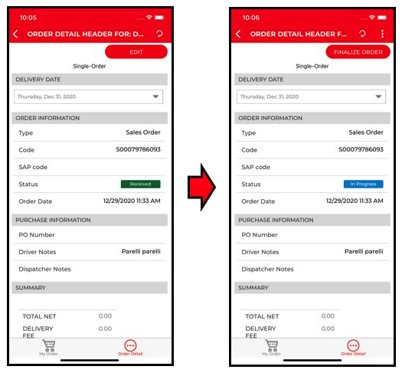 10:05
ORDER DETAIL HEADER FOR: D...
EDIT
Single-Order
DELIVERY DATE
Thursday, Dec 31, 2020
ORDER INFORMATION
Type Sales Order
Code S00079786093
SAP code
Status Received
Order Date 12/29/2020 11:33 AM
PURCHASE INFORMATION
PO Number
Driver Notes Parelli parelli
Dispatcher Notes
SUMMARY
TOTAL NET 0.00
DELIVERY 0.00
FEE
My Order Order Detail
10:06
ORDER DETAIL HEADER F...
FINALIZE ORDER
Single-Order
DELIVERY DATE
Thursday, Dec 31, 2020
ORDER INFORMATION
Type Sales Order
Code S00079786093
SAP code
Status In Progress
Order Date 12/29/2020 11:33 AM
PURCHASE INFORMATION
PO Number
Driver Notes Parelli parelli
Dispatcher Notes
SUMMARY
TOTAL NET 0.00
DELIVERY 0.00
FEE
My Order Order Detail